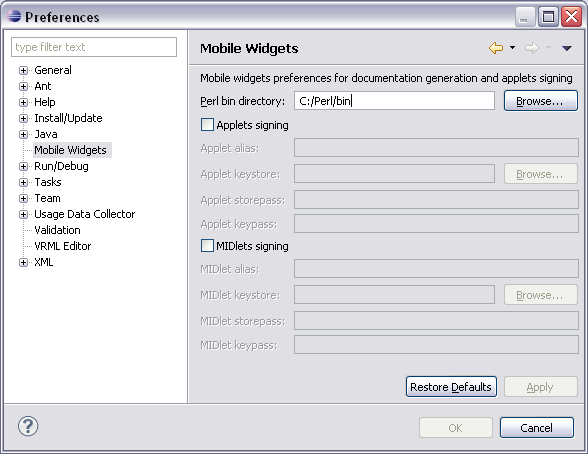 Preferences
type filter text
General
Ant
Help
Install/Update
Java
Mobile Widgets
Run/Debug
Tasks
Team
Usage Data Collector
Validation
VRML Editor
XML
Mobile Widgets
Mobile widgets preferences for documentation generation and applets signing
Perl bin directory: C:/Perl/bin Browse...
Applets signing
Applet alias:
Applet keystore: Browse...
Applet storepass:
Applet keypass:
MIDlets signing
MIDlet alias:
MIDlet keystore: Browse...
MIDlet storepass:
MIDlet keypass:
Restore Defaults Apply
? OK Cancel